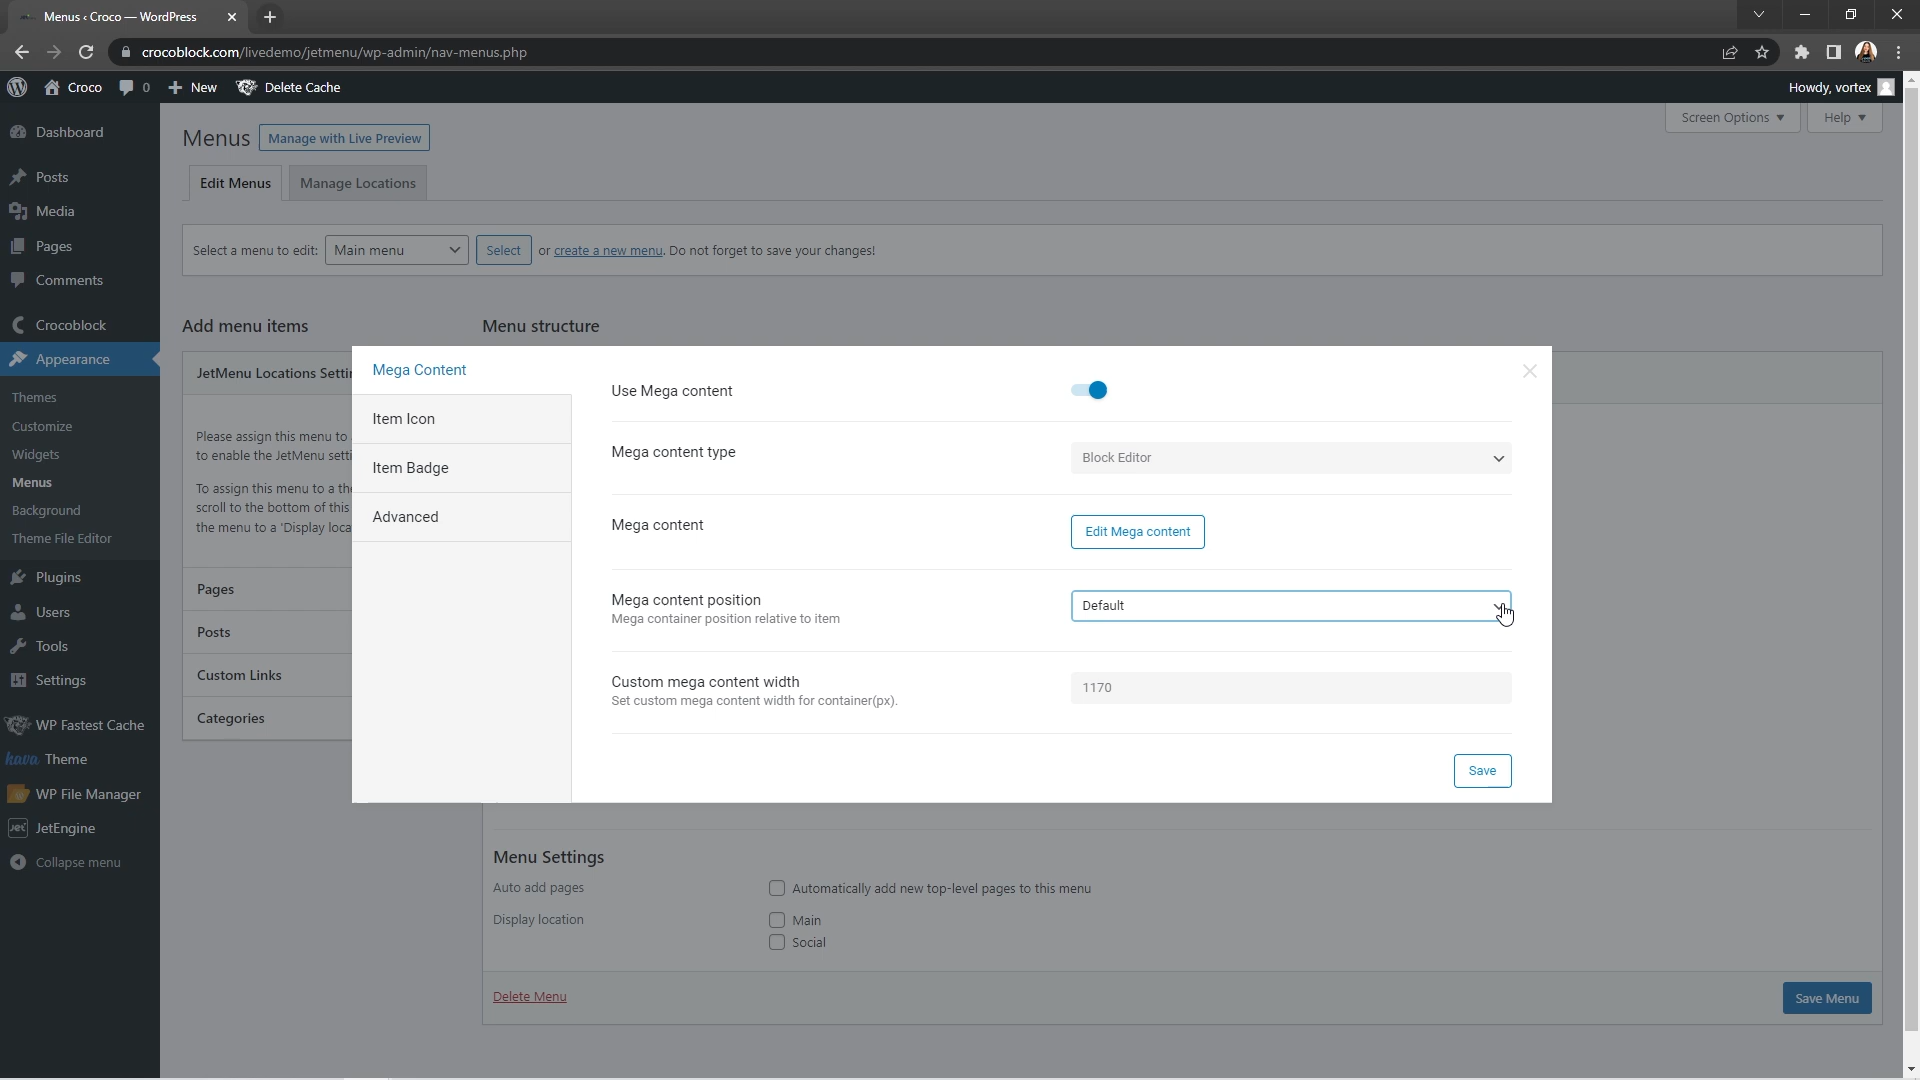 Menus ‹ Croco — WordPress
crocoblock.com/livedemo/jetmenu/wp-admin/nav-menus.php
Croco 0 New Delete Cache Howdy, vortex
Screen Options Help
Menus Manage with Live Preview
Edit Menus Manage Locations
Select a menu to edit: Main menu Select or create a new menu. Do not forget to save your changes!
Dashboard
Posts
Media
Pages
Comments
Crocoblock
Appearance
Themes
Customize
Widgets
Menus
Background
Theme File Editor
Plugins
Users
Tools
Settings
WP Fastest Cache
hava Theme
WP File Manager
Jet JetEngine
Collapse menu
Add menu items
JetMenu Locations Settin
Please assign this menu to
to enable the JetMenu setti
To assign this menu to a th
scroll to the bottom of this
the menu to a 'Display loca
Pages
Posts
Custom Links
Categories
Menu structure
Mega Content
Item Icon
Item Badge
Advanced
Use Mega content
Mega content type Block Editor
Mega content Edit Mega content
Mega content position Default
Mega container position relative to item
Custom mega content width 1170
Set custom mega content width for container(px).
Save
Menu Settings
Auto add pages Automatically add new top-level pages to this menu
Display location Main
Social
Delete Menu Save Menu